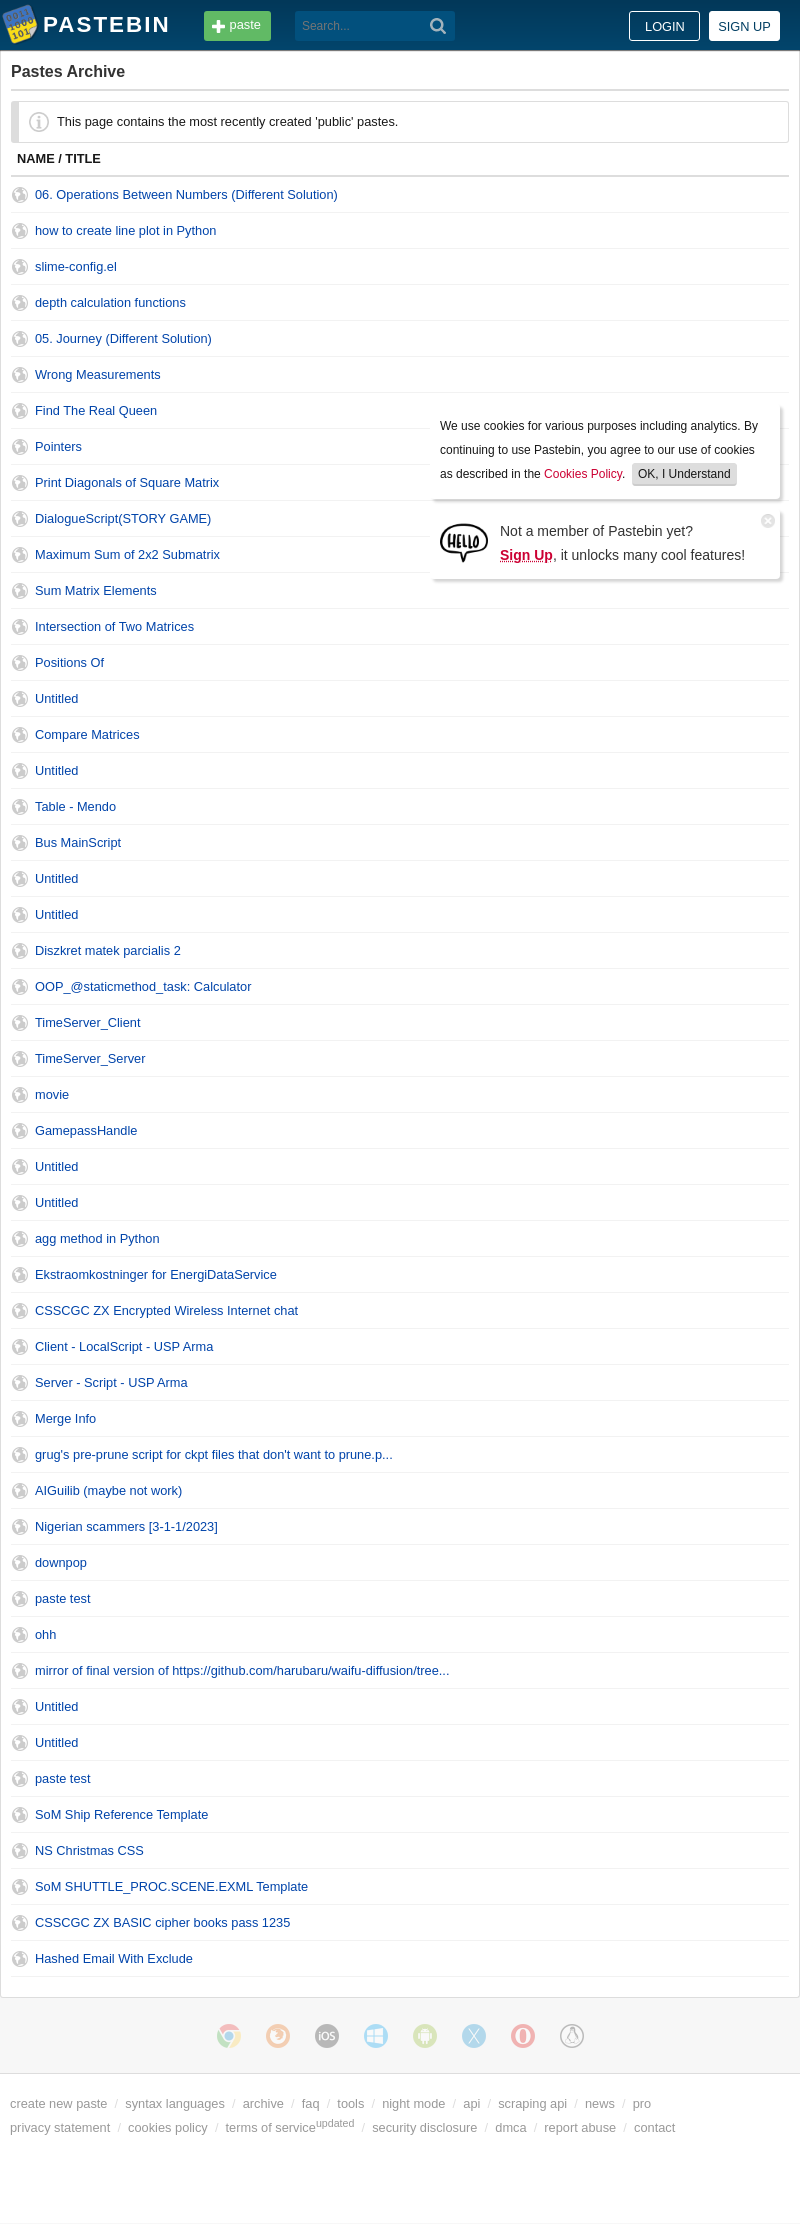 PASTEBIN
paste
Search...
LOGIN
SIGN UP
Pastes Archive
This page contains the most recently created 'public' pastes.
NAME / TITLE
06. Operations Between Numbers (Different Solution)
how to create line plot in Python
slime-config.el
depth calculation functions
05. Journey (Different Solution)
Wrong Measurements
Find The Real Queen
Pointers
Print Diagonals of Square Matrix
DialogueScript(STORY GAME)
Maximum Sum of 2x2 Submatrix
We use cookies for various purposes including analytics. By
continuing to use Pastebin, you agree to our use of cookies
as described in the Cookies Policy. OK, I Understand
HELLO
Not a member of Pastebin yet?
Sign Up, it unlocks many cool features!
Sum Matrix Elements
Intersection of Two Matrices
Positions Of
Untitled
Compare Matrices
Untitled
Table - Mendo
Bus MainScript
Untitled
Untitled
Diszkret matek parcialis 2
OOP_@staticmethod_task: Calculator
TimeServer_Client
TimeServer_Server
movie
GamepassHandle
Untitled
Untitled
agg method in Python
Ekstraomkostninger for EnergiDataService
CSSCGC ZX Encrypted Wireless Internet chat
Client - LocalScript - USP Arma
Server - Script - USP Arma
Merge Info
grug's pre-prune script for ckpt files that don't want to prune.p...
AIGuilib (maybe not work)
Nigerian scammers [3-1-1/2023]
downpop
paste test
ohh
mirror of final version of https://github.com/harubaru/waifu-diffusion/tree...
Untitled
Untitled
paste test
SoM Ship Reference Template
NS Christmas CSS
SoM SHUTTLE_PROC.SCENE.EXML Template
CSSCGC ZX BASIC cipher books pass 1235
Hashed Email With Exclude
iOS
create new paste / syntax languages / archive / faq / tools / night mode / api / scraping api / news / pro
privacy statement / cookies policy / terms of service updated / security disclosure / dmca / report abuse / contact